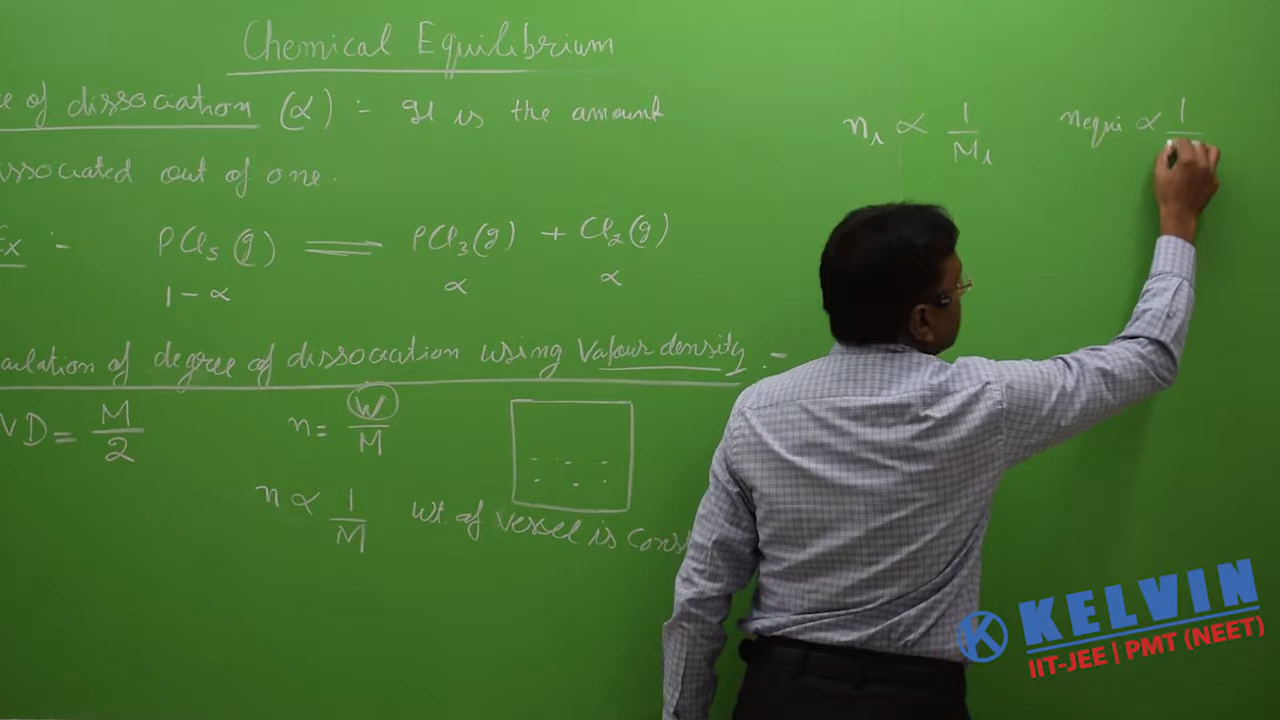 Chemical Equilibrium
e of dissociation (α) :- It is the amount
ssociated out of one.
Ex :- PCl₅ (g) ⇌ PCl₃(g) + Cl₂(g)
1 - α α α
culation of degree of dissociation using Vapour density :-
VD = M/2
n = W/M
n ∝ 1/M
wt. of vessel is cons
n₁ ∝ 1/M₁
nequi ∝ 1
KELVIN
IIT-JEE | PMT (NEET)